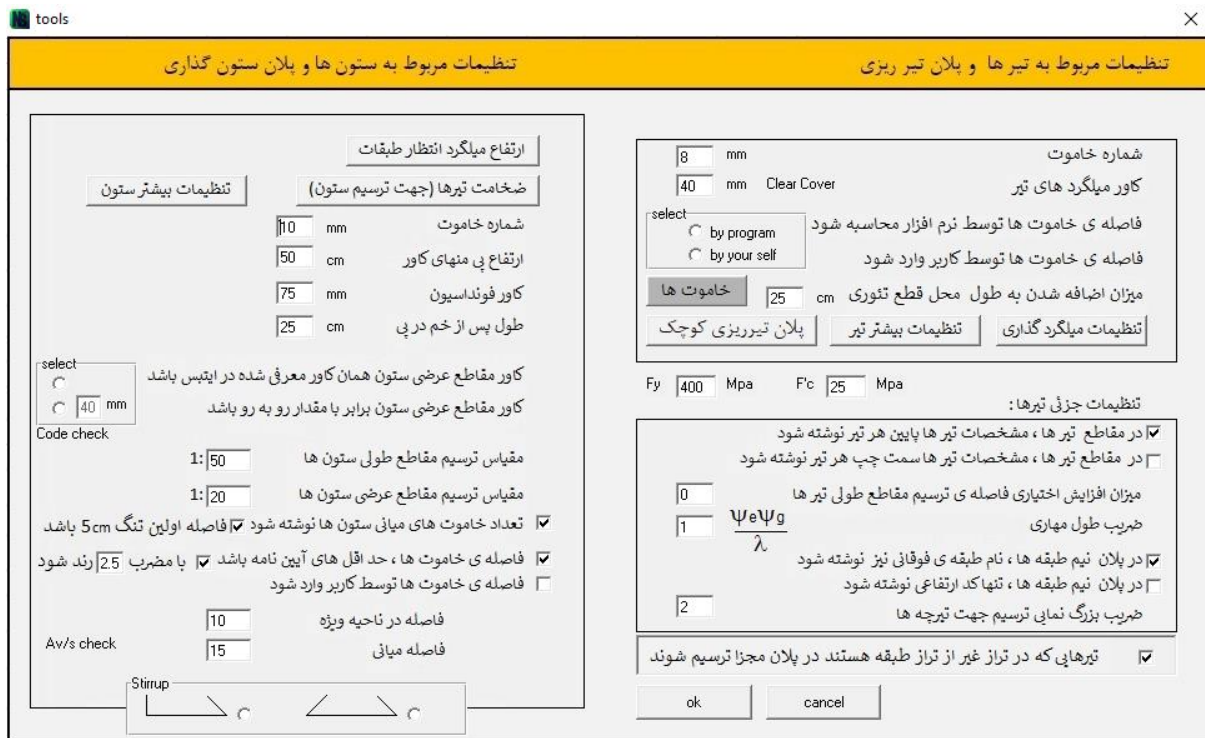 tools
تنظیمات مربوط به تیر ها و پلان تیر ریزی
تنظیمات مربوط به ستون ها و پلان ستون گذاری
شماره خاموت 8 mm
کاور میلگرد های تیر 40 mm Clear Cover
select
فاصله ی خاموت ها توسط نرم افزار محاسبه شود by program
فاصله ی خاموت ها توسط کاربر وارد شود by your self
میزان اضافه شدن به طول محل قطع تئوری 25 cm خاموت ها
تنظیمات میلگرد گذاری تنظیمات بیشتر تیر پلان تیرریزی کوچک
Fy 400 Mpa F'c 25 Mpa
تنظیمات جزئی تیرها :
در مقاطع تیر ها ، مشخصات تیر ها پایین هر تیر نوشته شود
در مقاطع تیر ها ، مشخصات تیر ها سمت چپ هر تیر نوشته شود
میزان افزایش اختیاری فاصله ی ترسیم مقاطع طولی تیر ها 0
ضریب طول مهاری ψeψg/λ 1
در پلان نیم طبقه ها ، نام طبقه ی فوقانی نیز نوشته شود
در پلان نیم طبقه ها ، تنها کد ارتفاعی نوشته شود
ضریب بزرگ نمایی ترسیم جهت تیرچه ها 2
تیرهایی که در تراز غیر از تراز طبقه هستند در پلان مجزا ترسیم شوند
ok cancel
ارتفاع میلگرد انتظار طبقات
ضخامت تیرها (جهت ترسیم ستون) تنظیمات بیشتر ستون
شماره خاموت 10 mm
ارتفاع پی منهای کاور 50 cm
کاور فونداسیون 75 mm
طول پس از خم در پی 25 cm
select
کاور مقاطع عرضی ستون همان کاور معرفی شده در ایتبس باشد
کاور مقاطع عرضی ستون برابر با مقدار رو به رو باشد 40 mm
Code check
مقیاس ترسیم مقاطع طولی ستون ها 1: 50
مقیاس ترسیم مقاطع عرضی ستون ها 1: 20
تعداد خاموت های میانی ستون ها نوشته شود فاصله اولین تنگ 5cm باشد
فاصله ی خاموت ها ، حد اقل های آیین نامه باشد با مضرب 2.5 رند شود
فاصله ی خاموت ها توسط کاربر وارد شود
فاصله در ناحیه ویژه 10
فاصله میانی 15
Av/s check
Stirrup